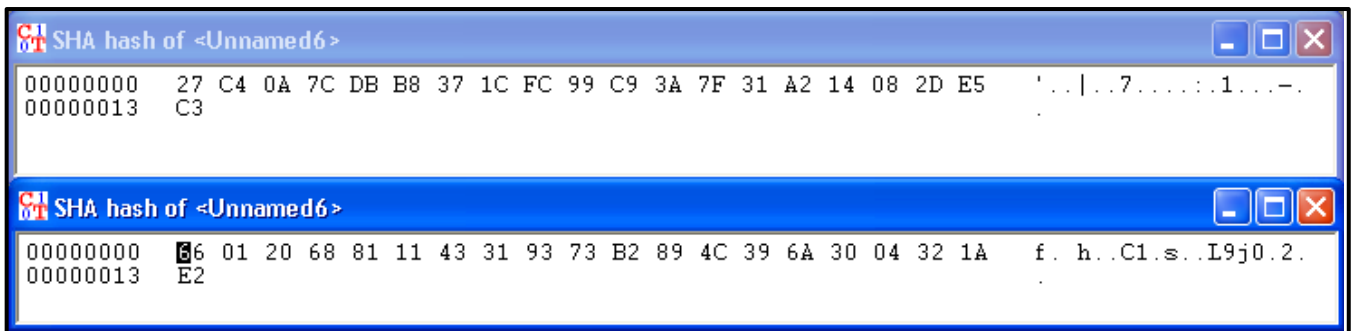 SHA hash of <Unnamed6>
00000000 27 C4 0A 7C DB B8 37 1C FC 99 C9 3A 7F 31 A2 14 08 2D E5 '..|..7....:.1...-.
00000013 C3 .
SHA hash of <Unnamed6>
00000000 66 01 20 68 81 11 43 31 93 73 B2 89 4C 39 6A 30 04 32 1A f. h..C1.s..L9j0.2.
00000013 E2 .